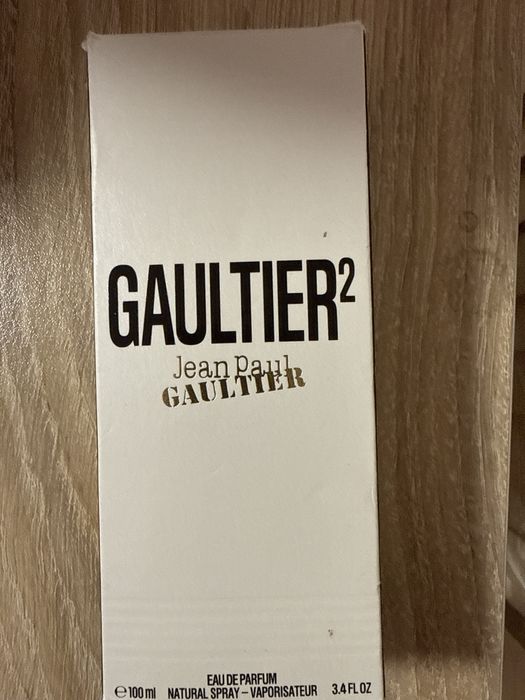 GAULTIER²
Jean Paul
GAULTIER
EAU DE PARFUM
℮100 ml NATURAL SPRAY – VAPORISATEUR 3.4 FL OZ